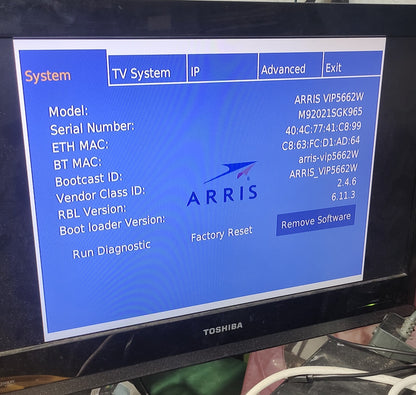 System
TV System
IP
Advanced
Exit
Model: ARRIS VIP5662W
Serial Number: M92021SGK965
ETH MAC: 40:4C:77:41:C8:99
BT MAC: C8:63:FC:D1:AD:64
Bootcast ID: arris-vip5662w
Vendor Class ID: ARRIS_VIP5662W
RBL Version: 2.4.6
Boot loader Version: 6.11.3
ARRIS
Run Diagnostic
Factory Reset
Remove Software
TOSHIBA